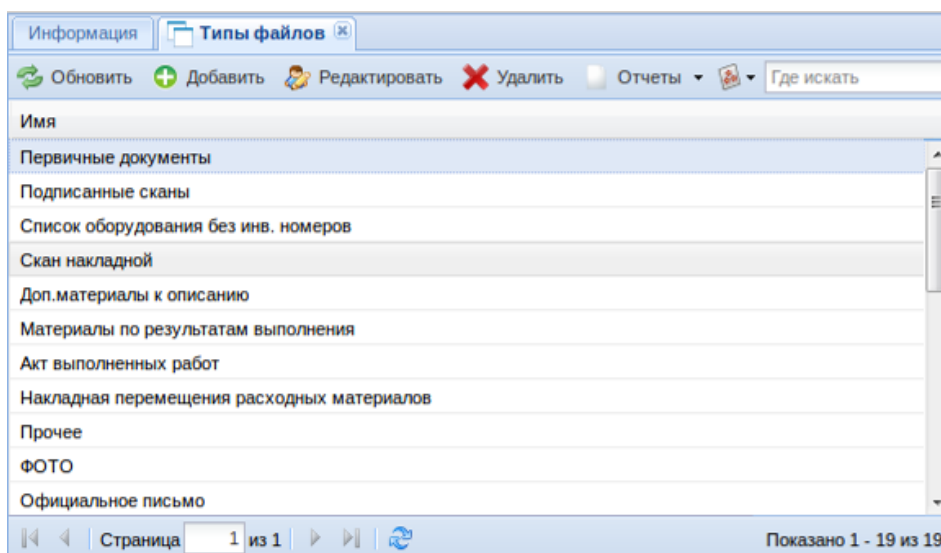 Информация Типы файлов
Обновить Добавить Редактировать Удалить Отчеты Где искать
Имя
Первичные документы
Подписанные сканы
Список оборудования без инв. номеров
Скан накладной
Доп.материалы к описанию
Материалы по результатам выполнения
Акт выполненных работ
Накладная перемещения расходных материалов
Прочее
ФОТО
Официальное письмо
Страница 1 из 1 Показано 1 - 19 из 19